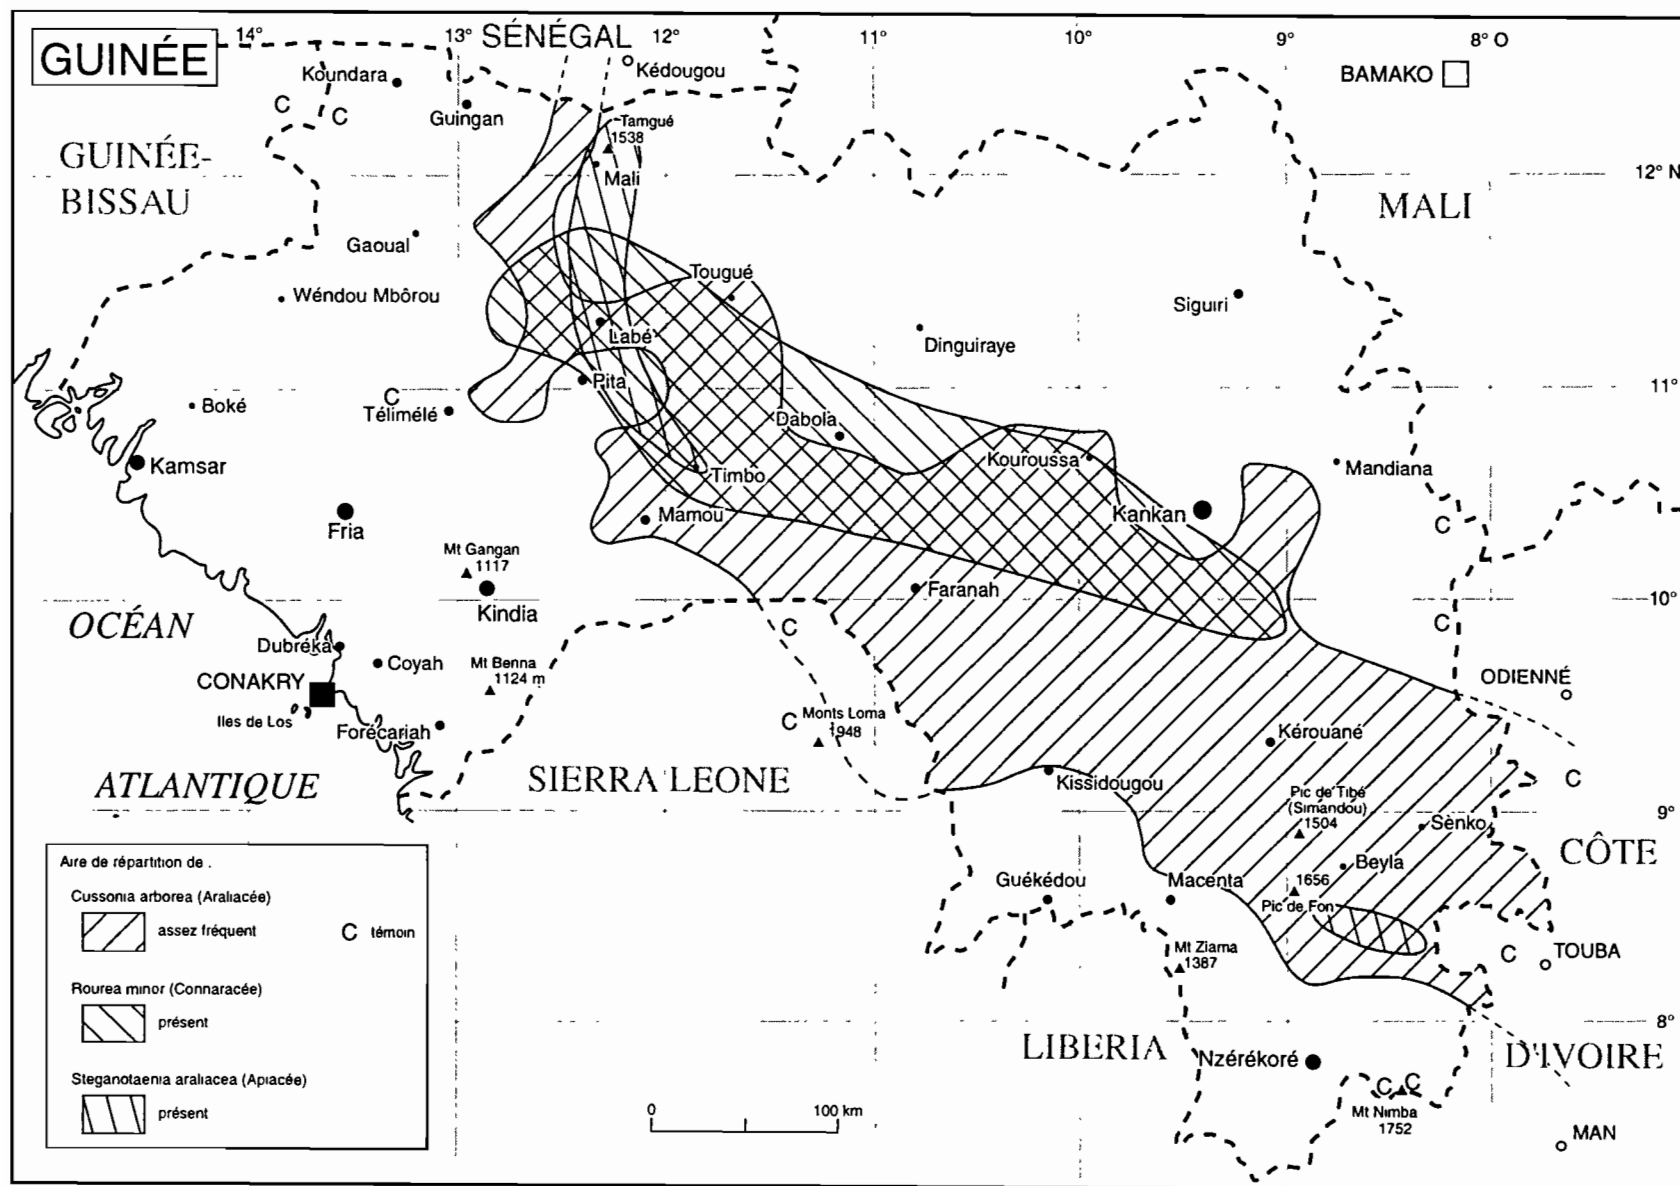 GUINÉE
14°
13°
SÉNÉGAL
12°
11°
10°
9°
8° O
Kédougou
BAMAKO
Koundara
C
C
Guingan
Tamgué
1538
Mali
GUINÉE-
BISSAU
12° N
MALI
Gaoual
Tougué
Wéndou Mbôrou
Siguiri
Labé
Dinguiraye
Pita
11°
C
Boké
Télimélé
Dabola
Kamsar
Timbo
Kouroussa
Mandiana
Fria
Mamou
Kankan
C
Mt Gangan
1117
Kindia
Faranah
10°
OCÉAN
C
C
Dubréka
Coyah
Mt Benna
1124 m
CONAKRY
ODIENNÉ
Iles de Los
Forécariah
C
Monts Loma
1948
Kérouané
ATLANTIQUE
SIERRA LEONE
Kissidougou
C
Pic de Tibé
(Simandou)
1504
Sènko
9°
CÔTE
Beyla
Guékédou
Macenta
1656
Pic de Fon
Mt Ziama
1387
C
TOUBA
8°
LIBERIA
D'IVOIRE
Nzérékoré
C
C
Mt Nimba
1752
MAN
Aire de répartition de .
Cussonia arborea (Araliacée)
assez fréquent
C témoin
Rourea minor (Connaracée)
présent
Steganotaenia araliacea (Apiacée)
présent
0
100 km